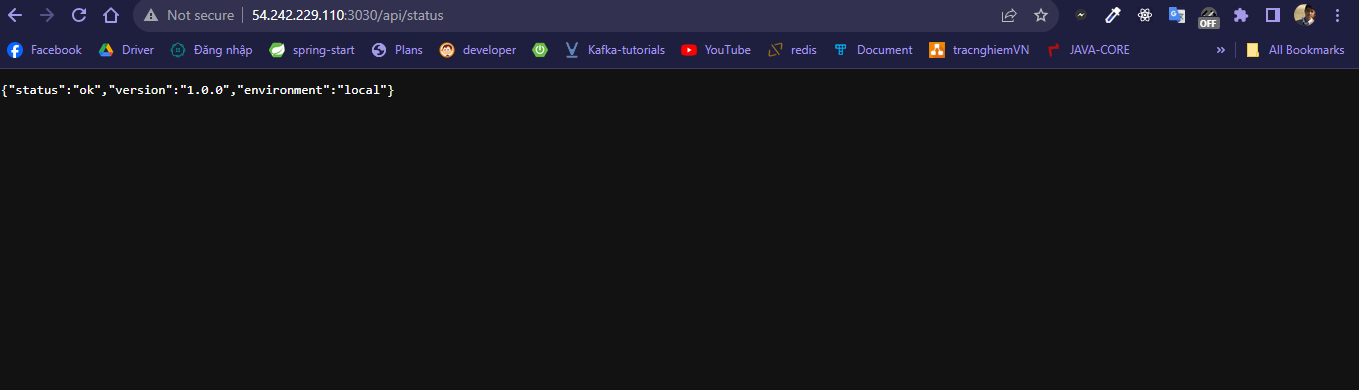 Not secure 54.242.229.110:3030/api/status
OFF
Facebook Driver Đăng nhập spring-start Plans developer Kafka-tutorials YouTube redis Document tracnghiemVN JAVA-CORE » All Bookmarks
{"status":"ok","version":"1.0.0","environment":"local"}